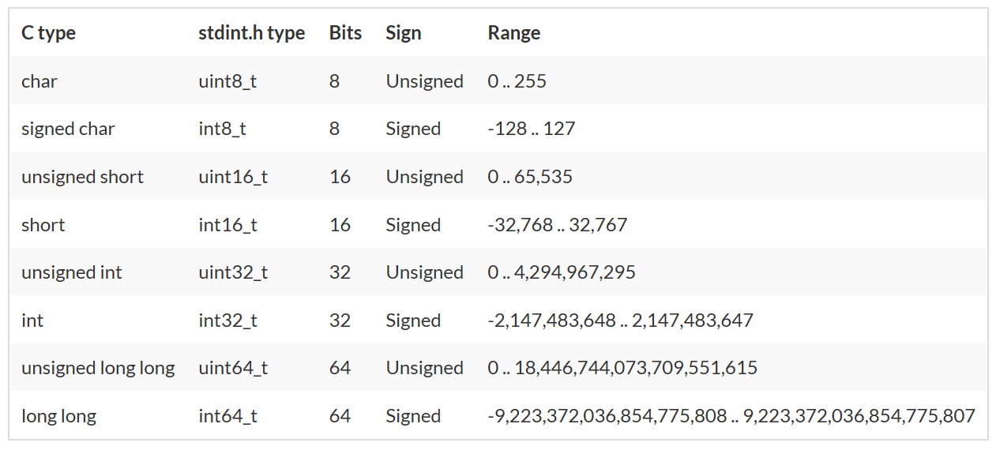 C type stdint.h type Bits Sign Range
char uint8_t 8 Unsigned 0 .. 255
signed char int8_t 8 Signed -128 .. 127
unsigned short uint16_t 16 Unsigned 0 .. 65,535
short int16_t 16 Signed -32,768 .. 32,767
unsigned int uint32_t 32 Unsigned 0 .. 4,294,967,295
int int32_t 32 Signed -2,147,483,648 .. 2,147,483,647
unsigned long long uint64_t 64 Unsigned 0 .. 18,446,744,073,709,551,615
long long int64_t 64 Signed -9,223,372,036,854,775,808 .. 9,223,372,036,854,775,807